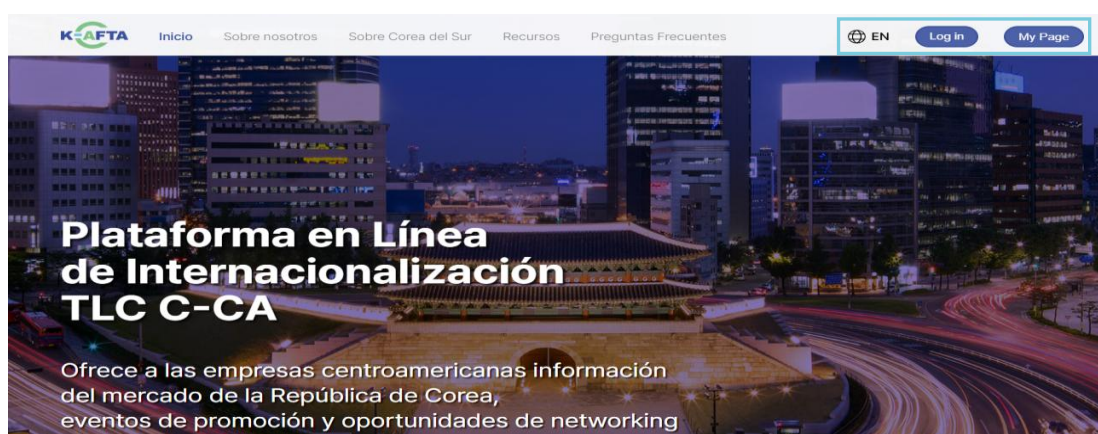 K-AFTA Inicio Sobre nosotros Sobre Corea del Sur Recursos Preguntas Frecuentes EN Log in My Page
Plataforma en Línea
de Internacionalización
TLC C-CA
Ofrece a las empresas centroamericanas información
del mercado de la República de Corea,
eventos de promoción y oportunidades de networking